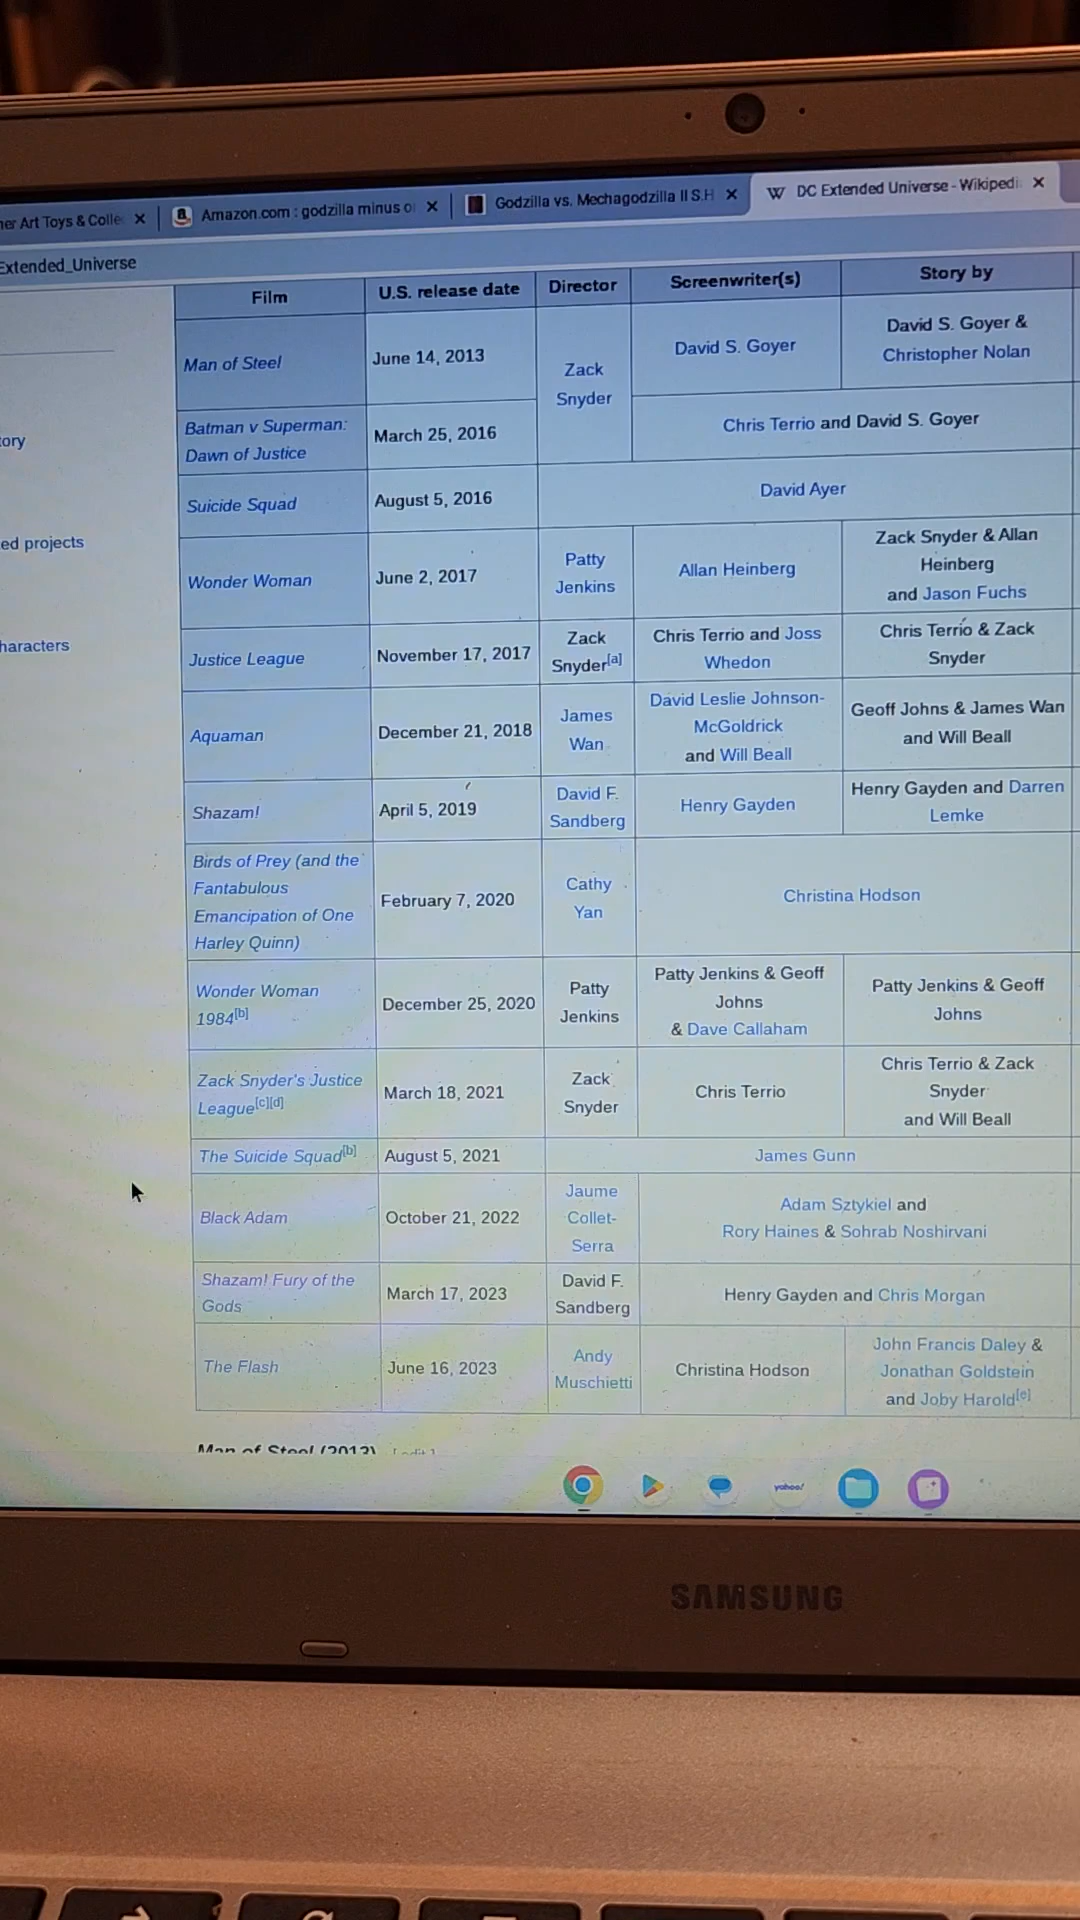 her Art Toys & Colle
Amazon.com : godzilla minus o
Godzilla vs. Mechagodzilla II S.H
DC Extended Universe - Wikipedi
Extended_Universe
Film U.S. release date Director Screenwriter(s) Story by
Man of Steel June 14, 2013 Zack Snyder David S. Goyer David S. Goyer &
Christopher Nolan
Batman v Superman:
Dawn of Justice March 25, 2016 Chris Terrio and David S. Goyer
Suicide Squad August 5, 2016 David Ayer
Wonder Woman June 2, 2017 Patty
Jenkins Allan Heinberg Zack Snyder & Allan
Heinberg
and Jason Fuchs
Justice League November 17, 2017 Zack
Snyder[a] Chris Terrio and Joss
Whedon Chris Terrio & Zack
Snyder
Aquaman December 21, 2018 James
Wan David Leslie Johnson-
McGoldrick
and Will Beall Geoff Johns & James Wan
and Will Beall
Shazam! April 5, 2019 David F.
Sandberg Henry Gayden Henry Gayden and Darren
Lemke
Birds of Prey (and the
Fantabulous
Emancipation of One
Harley Quinn) February 7, 2020 Cathy
Yan Christina Hodson
Wonder Woman
1984[b] December 25, 2020 Patty
Jenkins Patty Jenkins & Geoff
Johns
& Dave Callaham Patty Jenkins & Geoff
Johns
Zack Snyder's Justice
League[c][d] March 18, 2021 Zack
Snyder Chris Terrio Chris Terrio & Zack
Snyder
and Will Beall
The Suicide Squad[b] August 5, 2021 James Gunn
Black Adam October 21, 2022 Jaume
Collet-
Serra Adam Sztykiel and
Rory Haines & Sohrab Noshirvani
Shazam! Fury of the
Gods March 17, 2023 David F.
Sandberg Henry Gayden and Chris Morgan
The Flash June 16, 2023 Andy
Muschietti Christina Hodson John Francis Daley &
Jonathan Goldstein
and Joby Harold[e]
Man of Steel (2013) [edit]
tory
ed projects
haracters
yahoo!
SAMSUNG